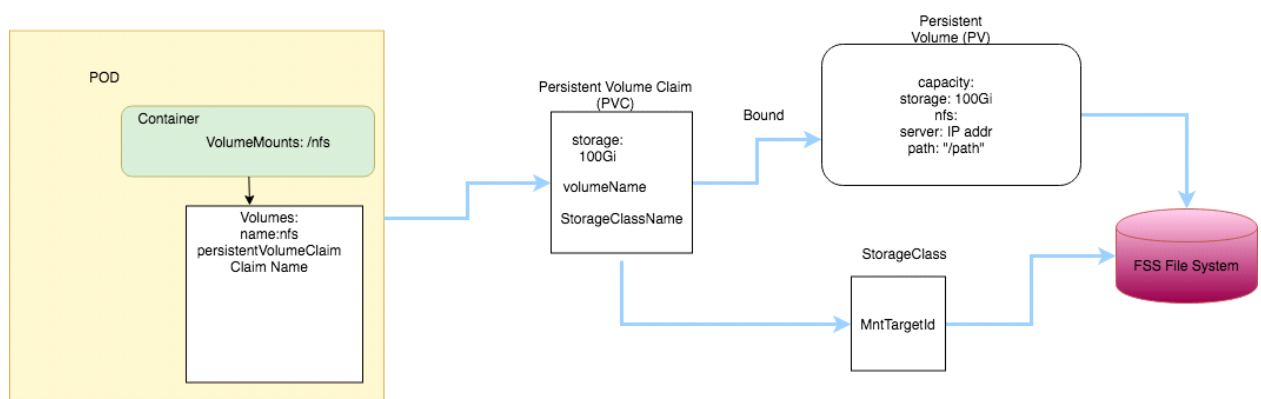 POD
Container
VolumeMounts: /nfs
Volumes:
name:nfs
persistentVolumeClaim
Claim Name
Persistent Volume Claim
(PVC)
storage:
100Gi
volumeName
StorageClassName
Bound
Persistent
Volume (PV)
capacity:
storage: 100Gi
nfs:
server: IP addr
path: "/path"
StorageClass
MntTargetId
FSS File System